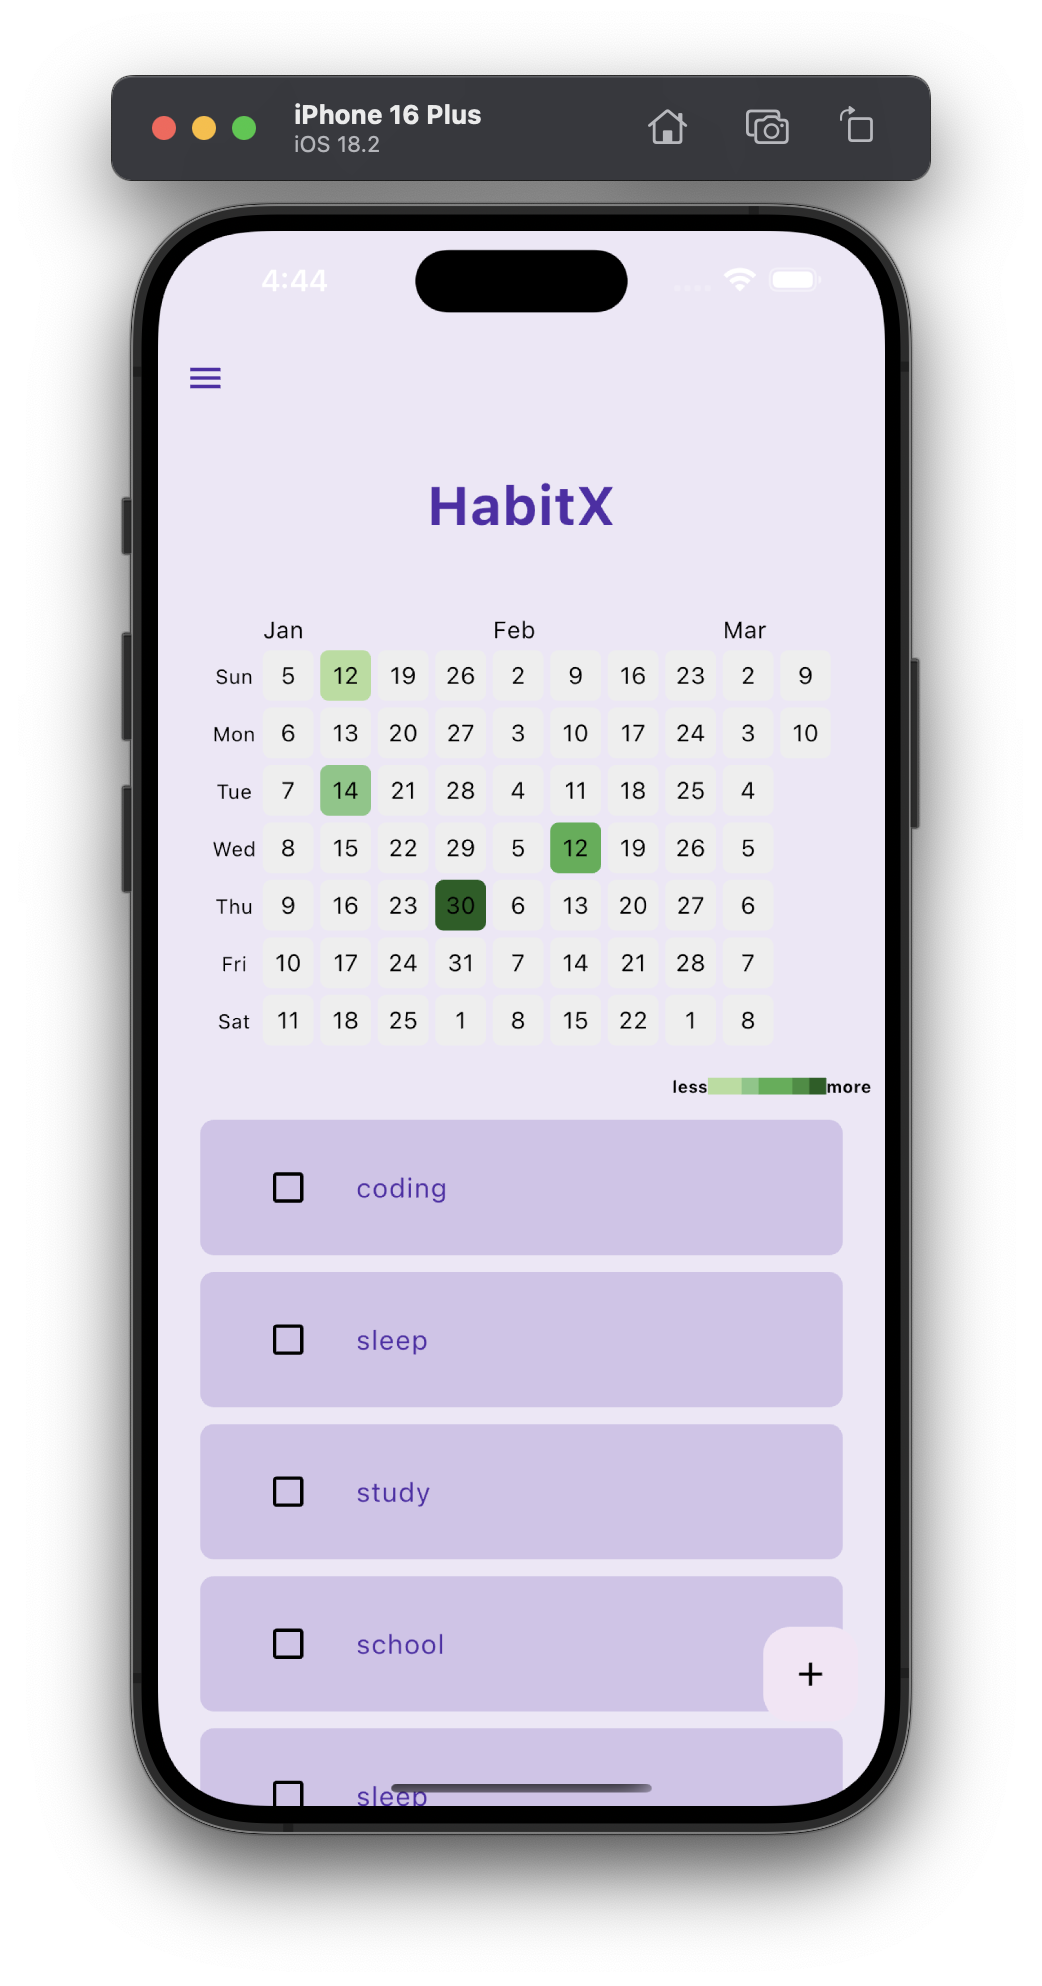 iPhone 16 Plus
iOS 18.2
4:44
HabitX
Jan Feb Mar
Sun 5 12 19 26 2 9 16 23 2 9
Mon 6 13 20 27 3 10 17 24 3 10
Tue 7 14 21 28 4 11 18 25 4
Wed 8 15 22 29 5 12 19 26 5
Thu 9 16 23 30 6 13 20 27 6
Fri 10 17 24 31 7 14 21 28 7
Sat 11 18 25 1 8 15 22 1 8
less more
coding
sleep
study
school
+
sleep